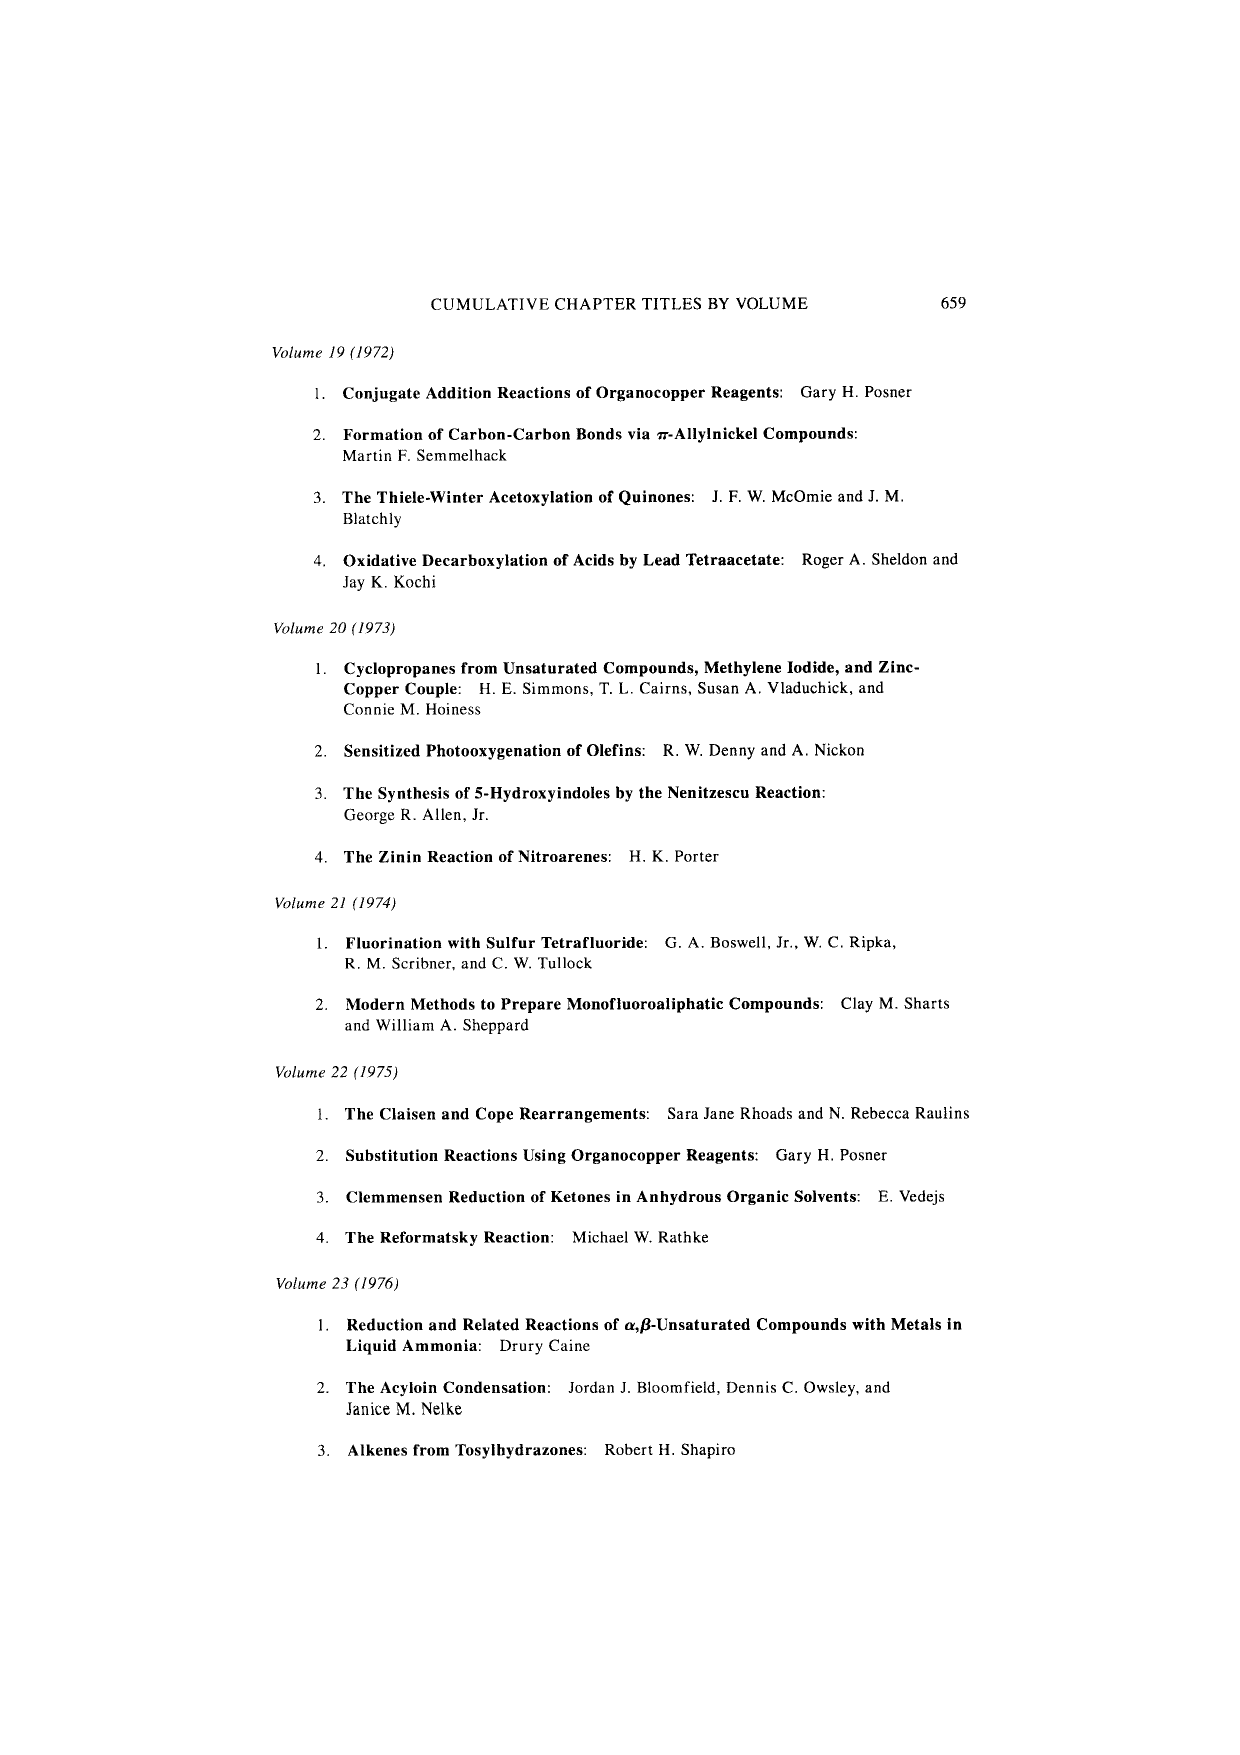 CUMULATIVE CHAPTER TITLES BY VOLUME 659
Volume 19 (1972)
1. Conjugate Addition Reactions of Organocopper Reagents: Gary H. Posner
2. Formation of Carbon-Carbon Bonds via π-Allylnickel Compounds:
Martin F. Semmelhack
3. The Thiele-Winter Acetoxylation of Quinones: J. F. W. McOmie and J. M.
Blatchly
4. Oxidative Decarboxylation of Acids by Lead Tetraacetate: Roger A. Sheldon and
Jay K. Kochi
Volume 20 (1973)
1. Cyclopropanes from Unsaturated Compounds, Methylene Iodide, and Zinc-
Copper Couple: H. E. Simmons, T. L. Cairns, Susan A. Vladuchick, and
Connie M. Hoiness
2. Sensitized Photooxygenation of Olefins: R. W. Denny and A. Nickon
3. The Synthesis of 5-Hydroxyindoles by the Nenitzescu Reaction:
George R. Allen, Jr.
4. The Zinin Reaction of Nitroarenes: H. K. Porter
Volume 21 (1974)
1. Fluorination with Sulfur Tetrafluoride: G. A. Boswell, Jr., W. C. Ripka,
R. M. Scribner, and C. W. Tullock
2. Modern Methods to Prepare Monofluoroaliphatic Compounds: Clay M. Sharts
and William A. Sheppard
Volume 22 (1975)
1. The Claisen and Cope Rearrangements: Sara Jane Rhoads and N. Rebecca Raulins
2. Substitution Reactions Using Organocopper Reagents: Gary H. Posner
3. Clemmensen Reduction of Ketones in Anhydrous Organic Solvents: E. Vedejs
4. The Reformatsky Reaction: Michael W. Rathke
Volume 23 (1976)
1. Reduction and Related Reactions of α,β-Unsaturated Compounds with Metals in
Liquid Ammonia: Drury Caine
2. The Acyloin Condensation: Jordan J. Bloomfield, Dennis C. Owsley, and
Janice M. Nelke
3. Alkenes from Tosylhydrazones: Robert H. Shapiro